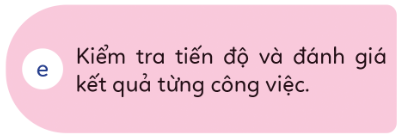 e
Kiểm tra tiến độ và đánh giá
kết quả từng công việc.